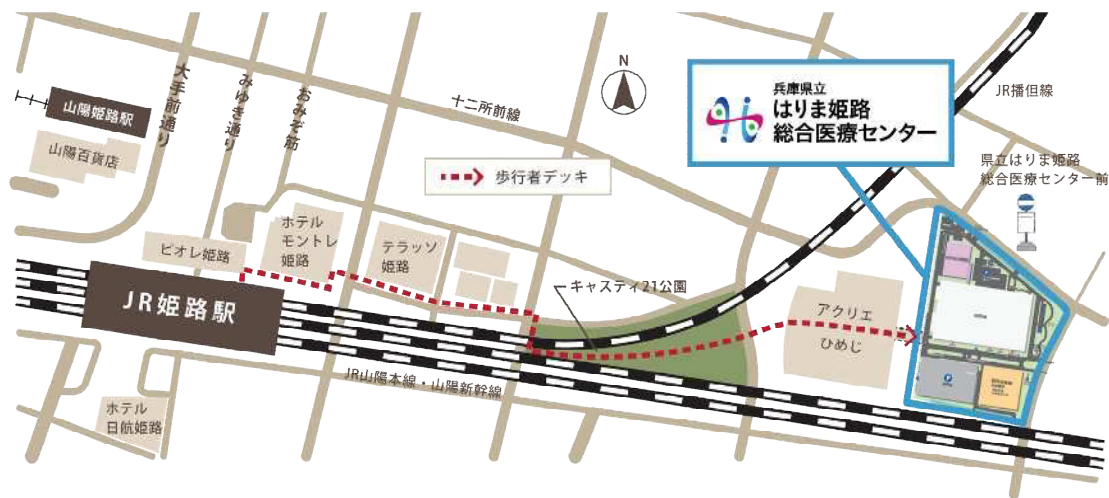 N
兵庫県立
はりま姫路
総合医療センター
JR播但線
大手前通り
みゆき通り
おみぞ筋
十二所前線
山陽姫路駅
山陽百貨店
歩行者デッキ
県立はりま姫路
総合医療センター前
ホテル
モントレ
姫路
ピオレ姫路
テラッソ
姫路
キャスティ21公園
JR姫路駅
アクリエ
ひめじ
JR山陽本線・山陽新幹線
ホテル
日航姫路
P